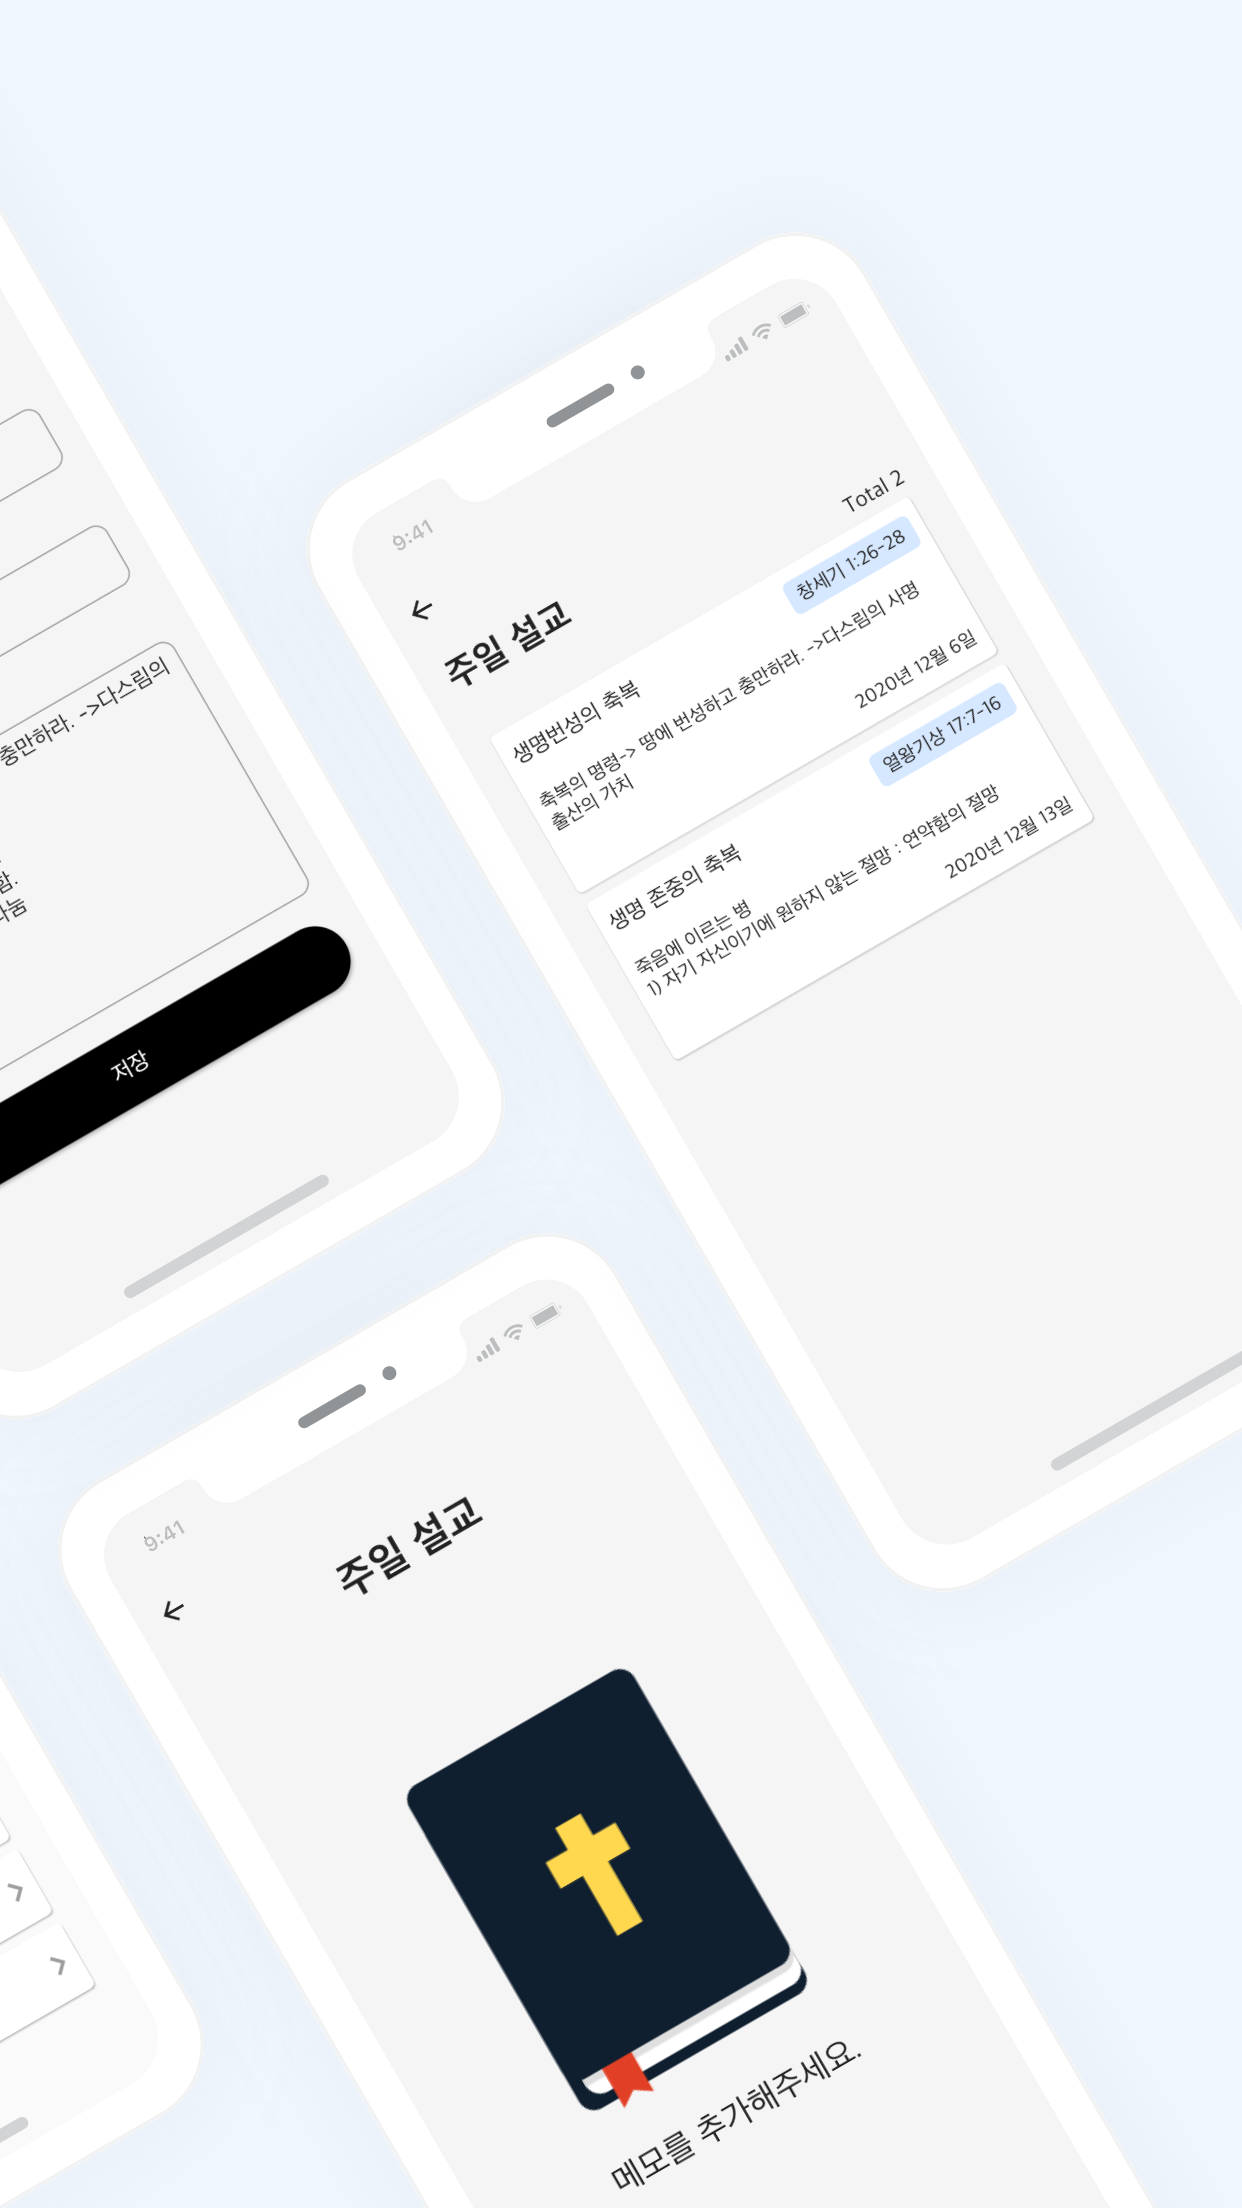 충만하라. ->다스림의
함.
나눔
저장
9:41
주일 설교
Total 2
생명번성의 축복
창세기 1:26-28
축복의 명령-> 땅에 번성하고 충만하라. ->다스림의 사명
출산의 가치
2020년 12월 6일
생명 존중의 축복
열왕기상 17:7-16
죽음에 이르는 병
1) 자기 자신이기에 원하지 않는 절망 : 연약함의 절망
2020년 12월 13일
9:41
주일 설교
메모를 추가해주세요.